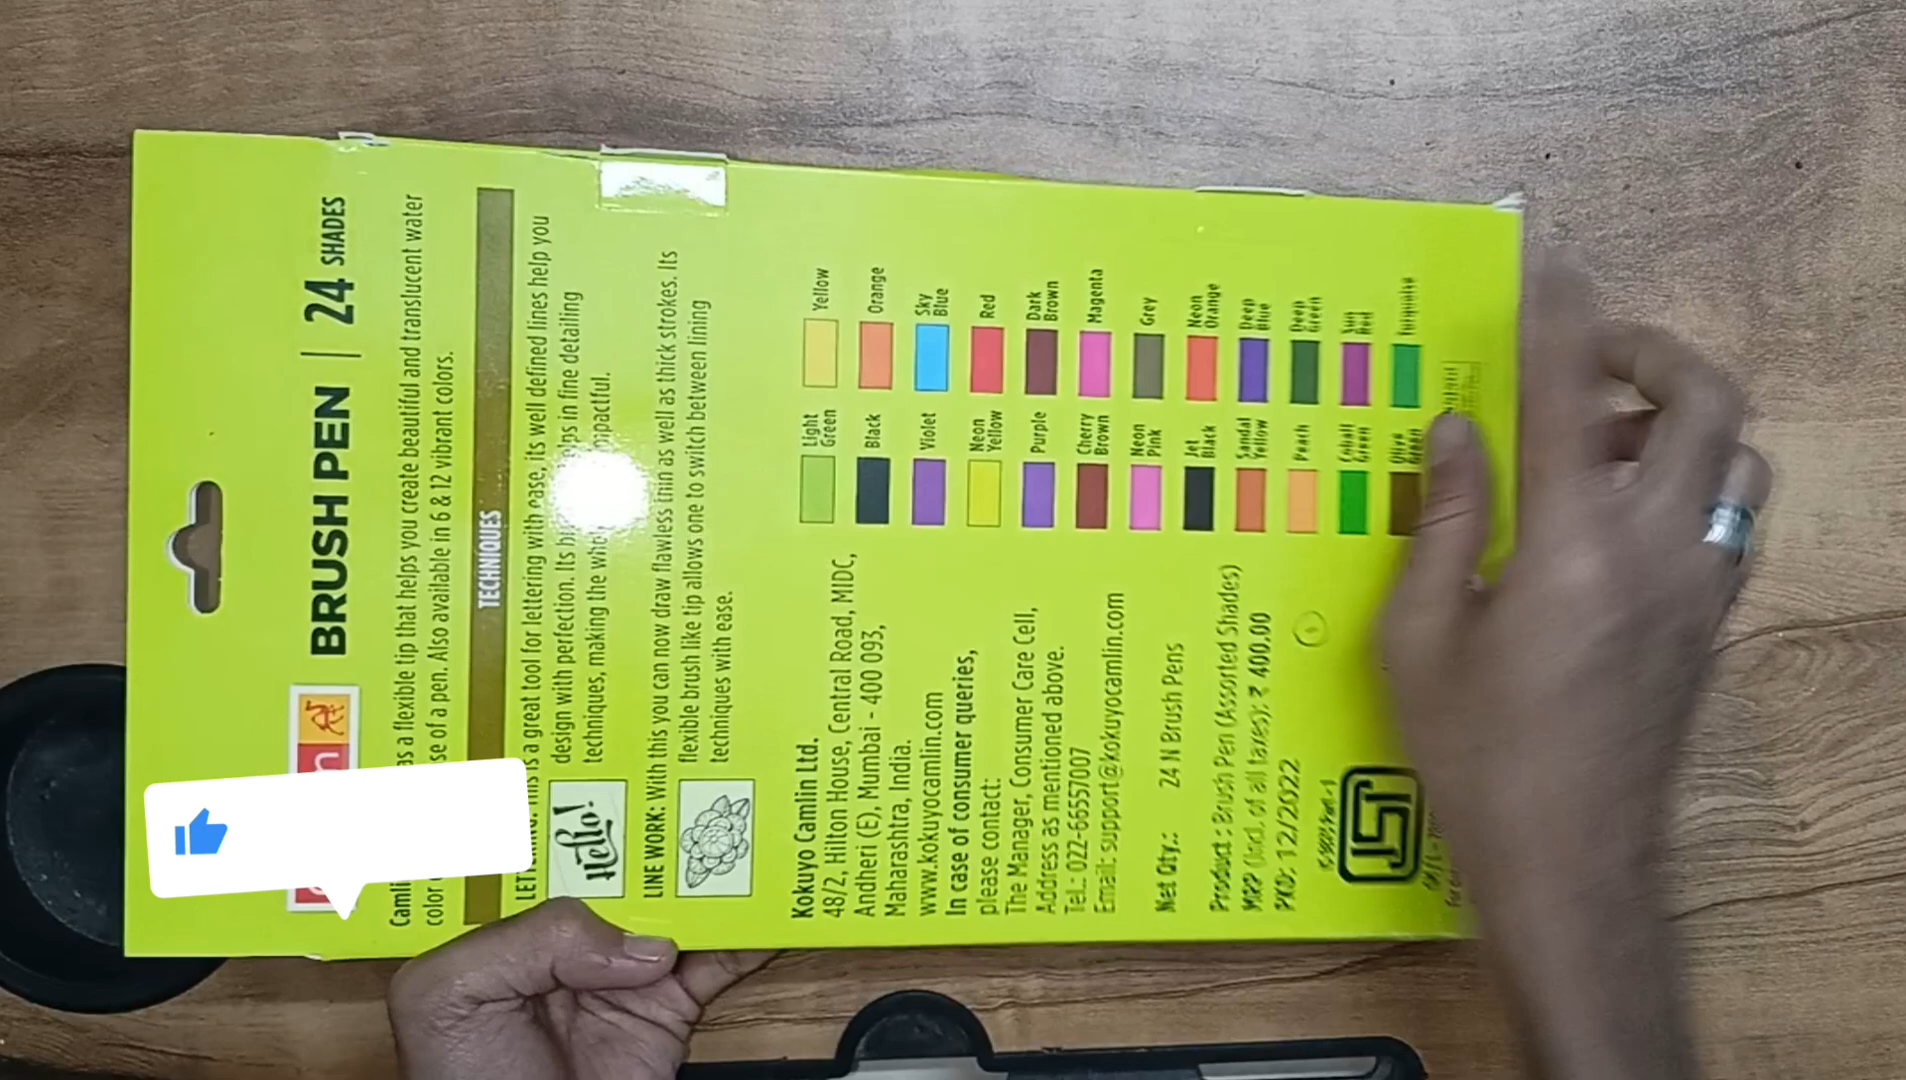 BRUSH PEN | 24 SHADES
as a flexible tip that helps you create beautiful and translucent water
color
se of a pen. Also available in 6 & 12 vibrant colors.
TECHNIQUES
is a great tool for lettering with ease, its well defined lines help you
design with perfection. Its
in fine detailing
techniques, making the
Hello!
LINE WORK: With this you can now draw flawless thin as well as thick strokes. Its
flexible brush like tip allows one to switch between lining
techniques with ease.
Kokuyo Camlin Ltd.
48/2, Hilton House, Central Road, MIDC,
Andheri (E), Mumbai - 400 093,
Maharashtra, India.
www.kokuyocamlin.com
In case of consumer queries,
please contact:
The Manager, Consumer Care Cell,
Address as mentioned above.
Tel.: 022-66557007
Email: support@kokuyocamlin.com
Net Qty.: 24 N Brush Pens
Product : Brush Pen (Assorted Shades)
MRP (Incl. of all taxes): ₹ 400.00
PKD: 12/2022
Light
Green
Yellow
Black
Orange
Violet
Sky
Blue
Neon
Yellow
Red
Purple
Dark
Brown
Cherry
Brown
Magenta
Neon
Pink
Grey
Jet
Black
Neon
Orange
Sandal
Yellow
Deep
Blue
Peach
Deep
Green
Green
Turquoise